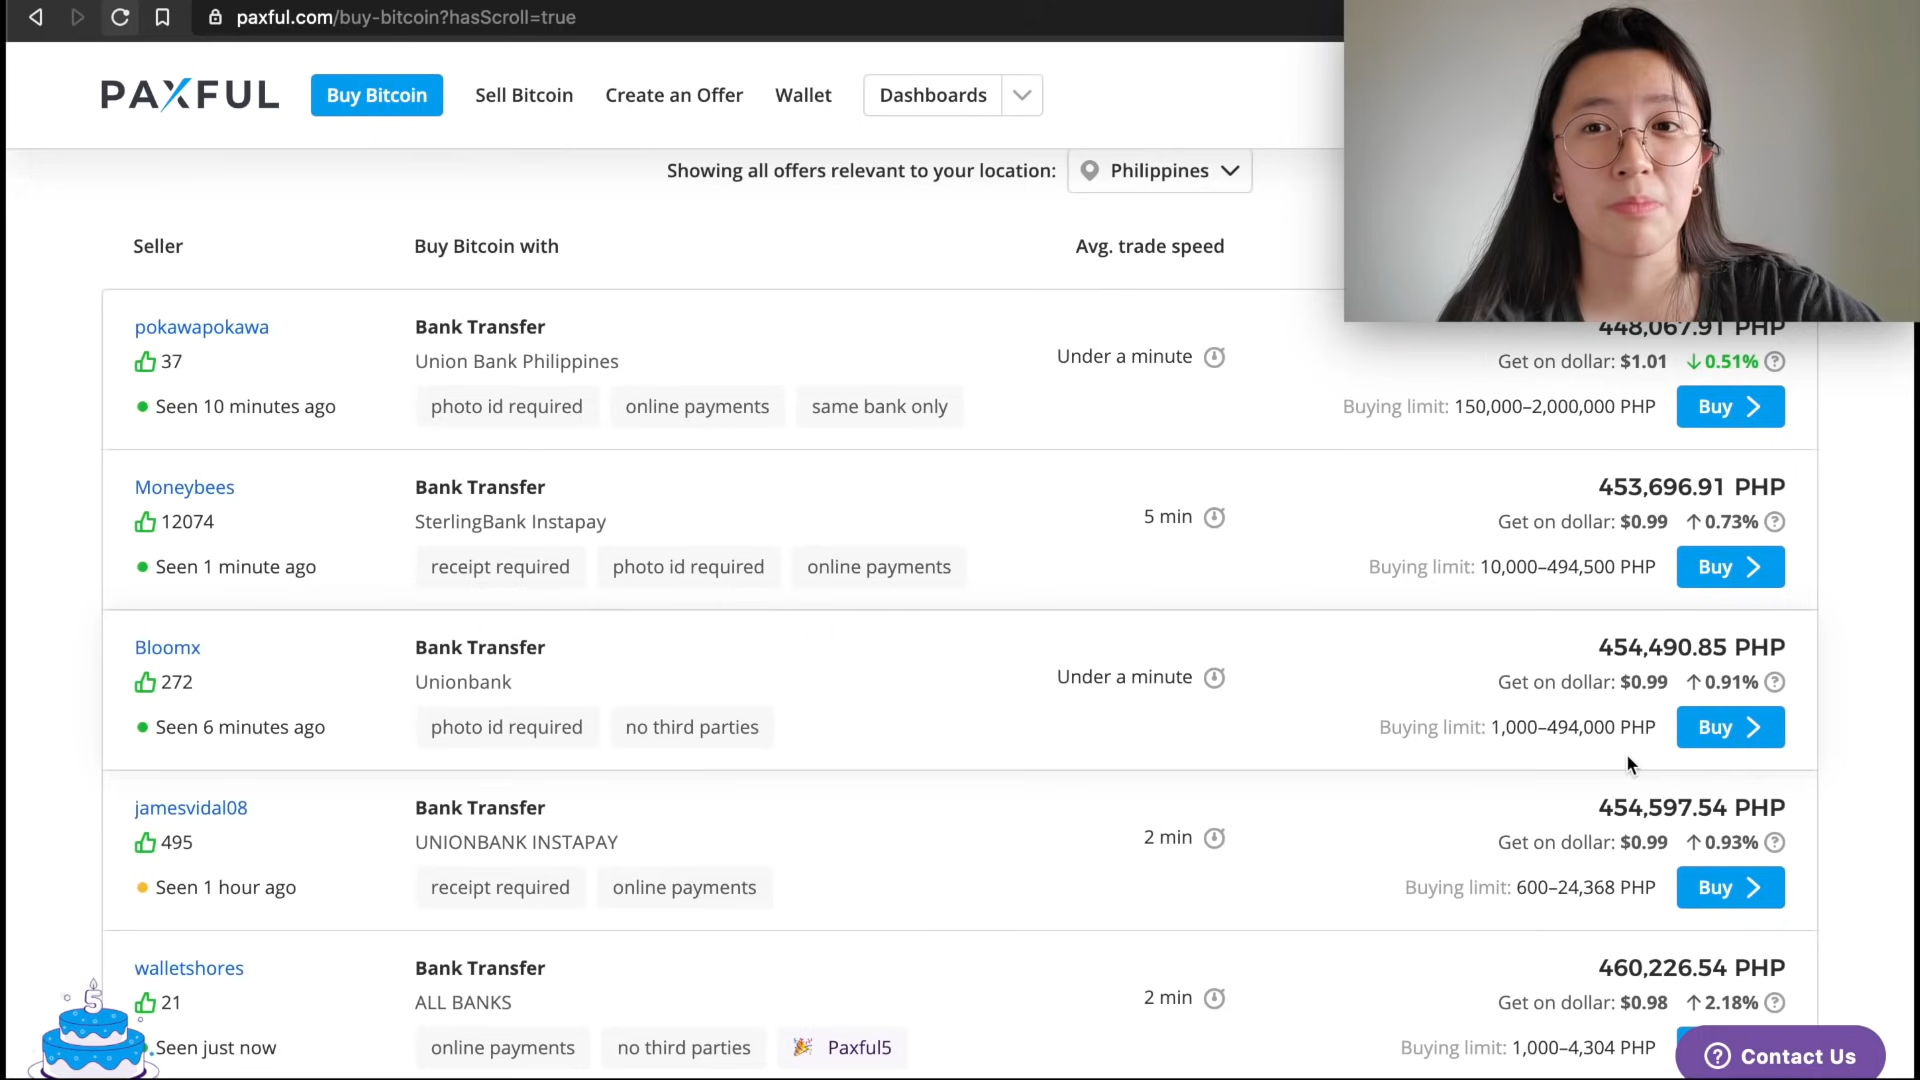 paxful.com/buy-bitcoin?hasScroll=true
PAXFUL Buy Bitcoin Sell Bitcoin Create an Offer Wallet Dashboards
Showing all offers relevant to your location: Philippines
Seller Buy Bitcoin with Avg. trade speed
pokawapokawa Bank Transfer 448,067.91 PHP
37 Union Bank Philippines Under a minute Get on dollar: $1.01 ↓0.51% ?
Seen 10 minutes ago photo id required online payments same bank only Buying limit: 150,000–2,000,000 PHP Buy
Moneybees Bank Transfer 453,696.91 PHP
12074 SterlingBank Instapay 5 min Get on dollar: $0.99 ↑0.73% ?
Seen 1 minute ago receipt required photo id required online payments Buying limit: 10,000–494,500 PHP Buy
Bloomx Bank Transfer 454,490.85 PHP
272 Unionbank Under a minute Get on dollar: $0.99 ↑0.91% ?
Seen 6 minutes ago photo id required no third parties Buying limit: 1,000–494,000 PHP Buy
jamesvidal08 Bank Transfer 454,597.54 PHP
495 UNIONBANK INSTAPAY 2 min Get on dollar: $0.99 ↑0.93% ?
Seen 1 hour ago receipt required online payments Buying limit: 600–24,368 PHP Buy
walletshores Bank Transfer 460,226.54 PHP
5 21 ALL BANKS 2 min Get on dollar: $0.98 ↑2.18% ?
Seen just now online payments no third parties Paxful5 Buying limit: 1,000–4,304 PHP
? Contact Us